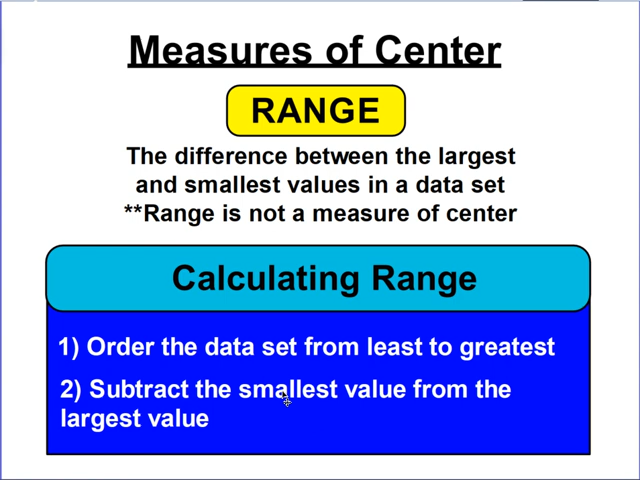 Measures of Center
RANGE
The difference between the largest
and smallest values in a data set
**Range is not a measure of center
Calculating Range
1) Order the data set from least to greatest
2) Subtract the smallest value from the
largest value